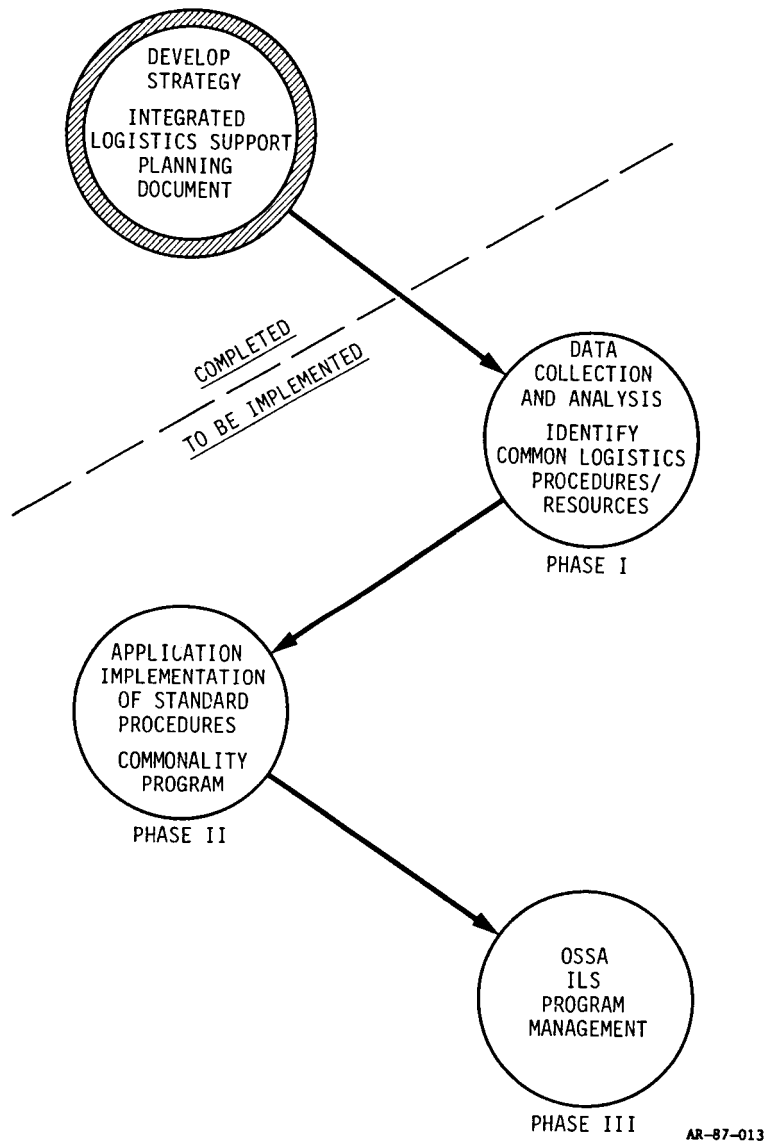 DEVELOP
STRATEGY
INTEGRATED
LOGISTICS SUPPORT
PLANNING
DOCUMENT
COMPLETED
TO BE IMPLEMENTED
DATA
COLLECTION
AND ANALYSIS
IDENTIFY
COMMON LOGISTICS
PROCEDURES/
RESOURCES
PHASE I
APPLICATION
IMPLEMENTATION
OF STANDARD
PROCEDURES
COMMONALITY
PROGRAM
PHASE II
OSSA
ILS
PROGRAM
MANAGEMENT
PHASE III
AR-87-013